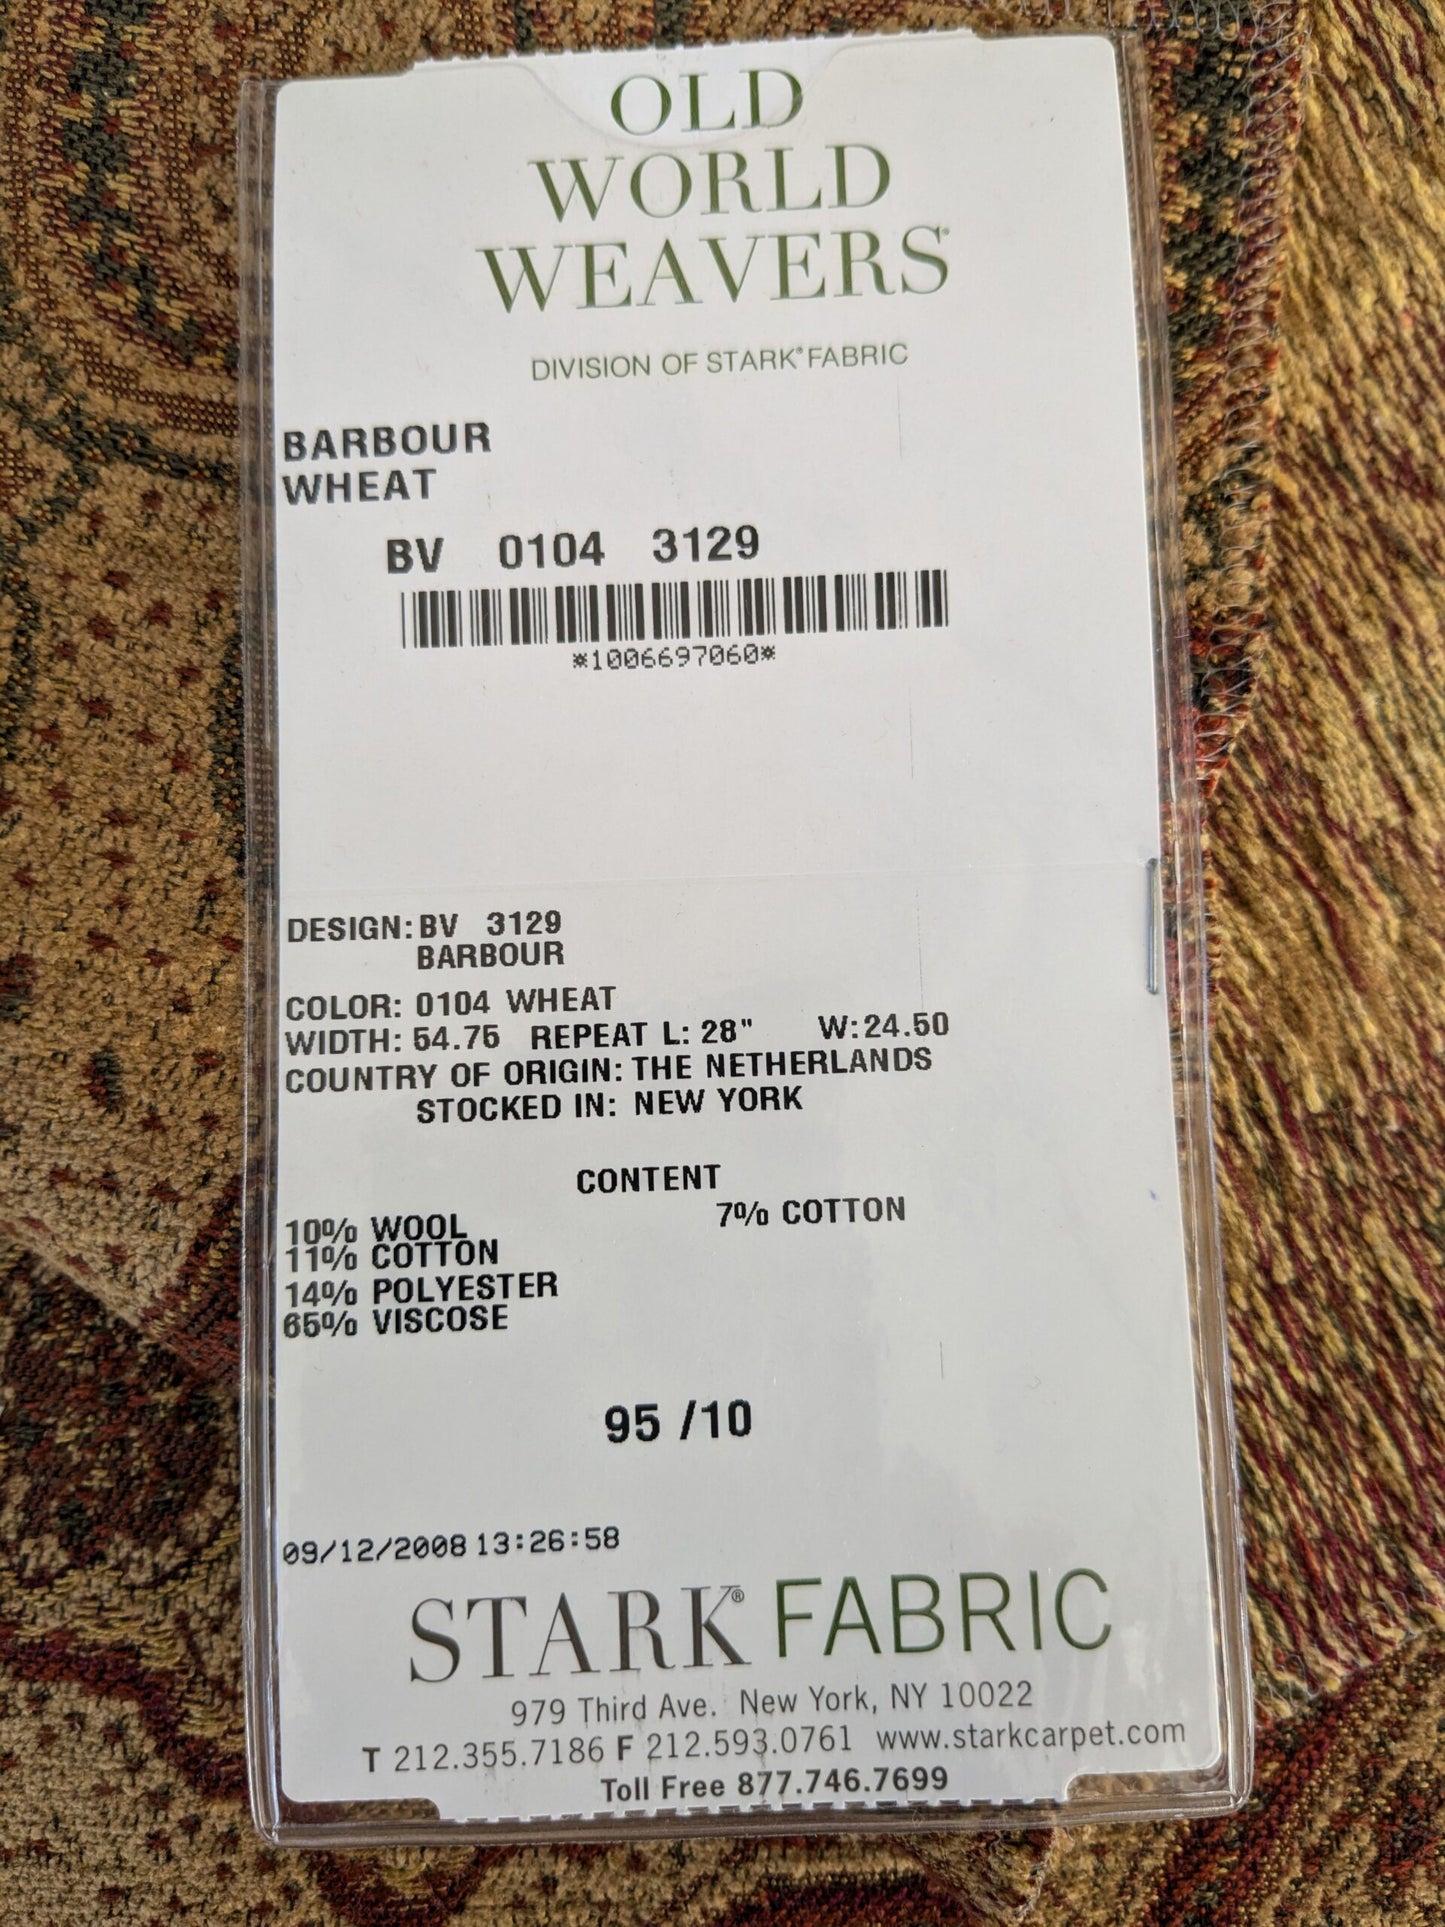 OLD
WORLD
WEAVERS®
DIVISION OF STARK® FABRIC
BARBOUR
WHEAT
BV 0104 3129
*1006697060*
DESIGN: BV 3129
BARBOUR
COLOR: 0104 WHEAT
WIDTH: 54.75 REPEAT L: 28" W:24.50
COUNTRY OF ORIGIN: THE NETHERLANDS
STOCKED IN: NEW YORK
CONTENT
10% WOOL 7% COTTON
11% COTTON
14% POLYESTER
65% VISCOSE
95 /10
09/12/2008 13:26:58
STARK® FABRIC
979 Third Ave. New York, NY 10022
T 212.355.7186 F 212.593.0761 www.starkcarpet.com
Toll Free 877.746.7699